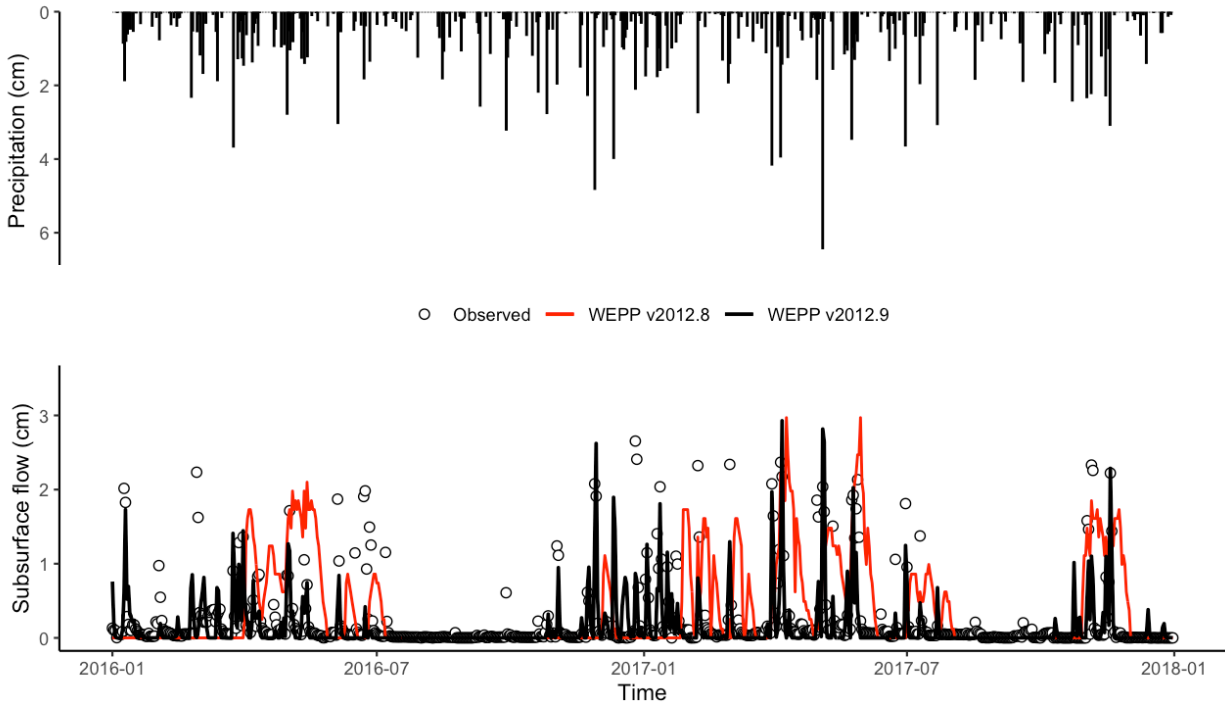 0
2
4
6
Precipitation (cm)
Observed WEPP v2012.8 WEPP v2012.9
3
2
1
0
Subsurface flow (cm)
2016-01 2016-07 2017-01 2017-07 2018-01
Time